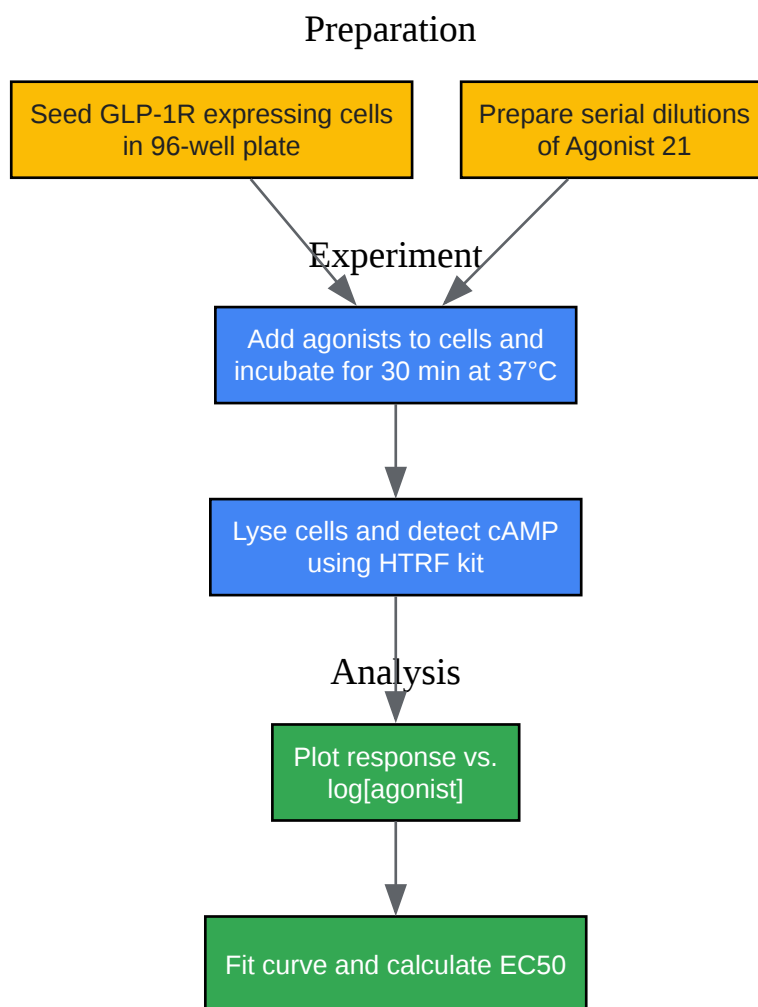 Preparation
Seed GLP-1R expressing cells
in 96-well plate
Prepare serial dilutions
of Agonist 21
Experiment
Add agonists to cells and
incubate for 30 min at 37°C
Lyse cells and detect cAMP
using HTRF kit
Analysis
Plot response vs.
log[agonist]
Fit curve and calculate EC50